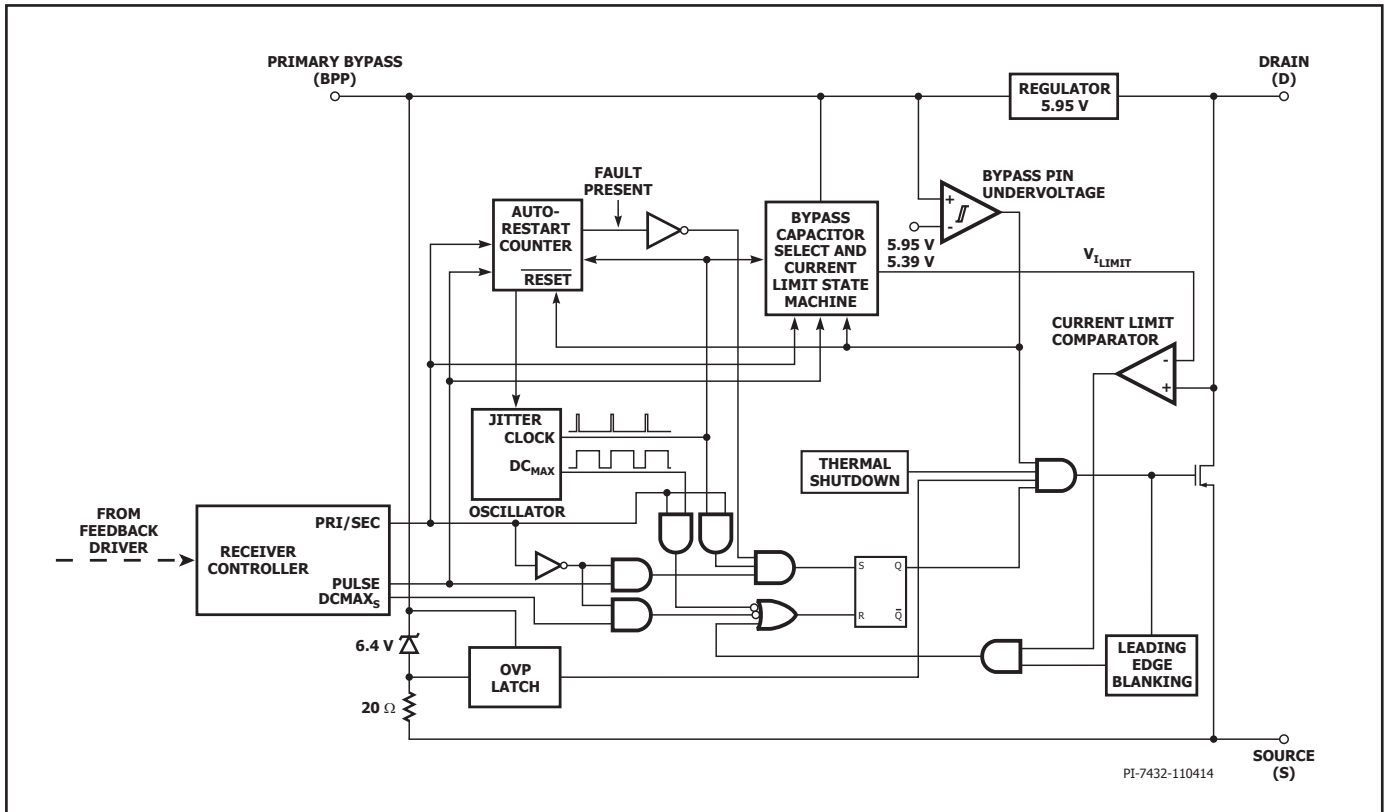 PRIMARY BYPASS
(BPP)
DRAIN
(D)
REGULATOR
5.95 V
FAULT
PRESENT
BYPASS PIN
UNDERVOLTAGE
AUTO-
RESTART
COUNTER
RESET
BYPASS
CAPACITOR
SELECT AND
CURRENT
LIMIT STATE
MACHINE
+
-
5.95 V
5.39 V
VILIMIT
CURRENT LIMIT
COMPARATOR
-
+
JITTER
CLOCK
DCMAX
OSCILLATOR
THERMAL
SHUTDOWN
FROM
FEEDBACK
DRIVER
PRI/SEC
RECEIVER
CONTROLLER
PULSE
DCMAXS
S Q
R Q̅
6.4 V
OVP
LATCH
LEADING
EDGE
BLANKING
20 Ω
SOURCE
(S)
PI-7432-110414